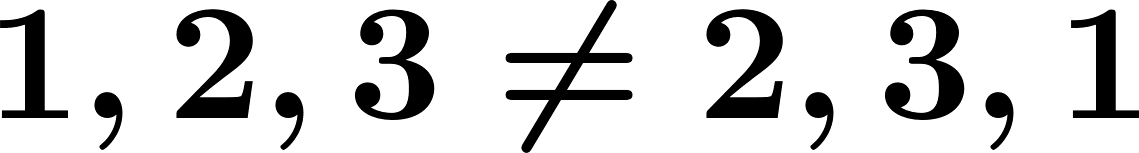 1, 2, 3 ≠ 2, 3, 1